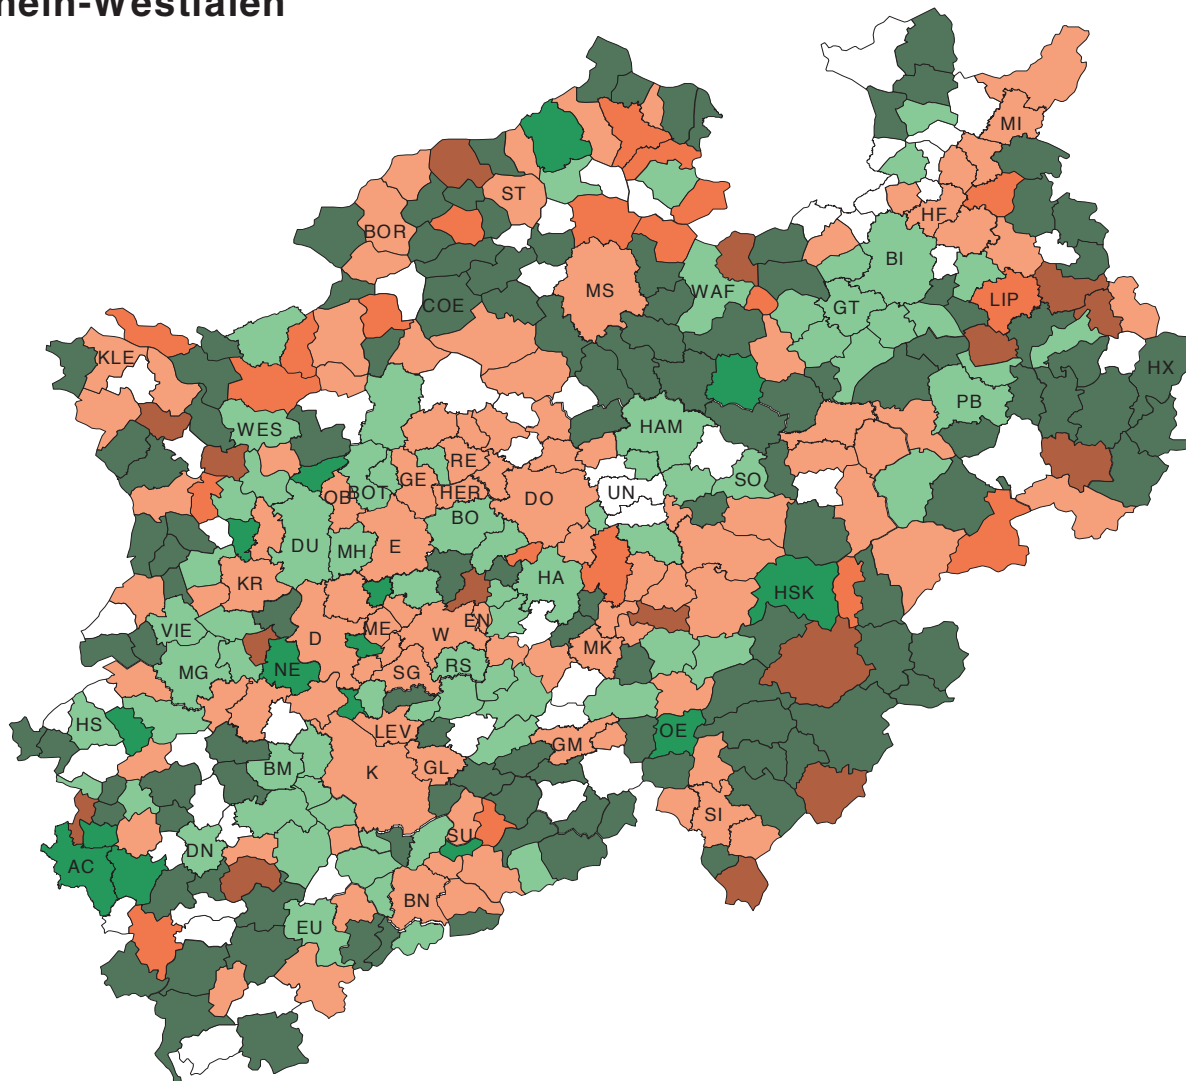 hein-Westfalen
MI
ST
HF
BOR
BI
MS
WAF
LIP
COE
GT
KLE
HX
PB
WES
HAM
RE
GE
SO
OB
BOT
HER
DO
UN
BO
DU
MH
E
HA
KR
HSK
VIE
D
ME
W
EN
MK
MG
NE
SG
RS
HS
LEV
GM
OE
BM
K
GL
SI
SU
DN
AC
BN
EU